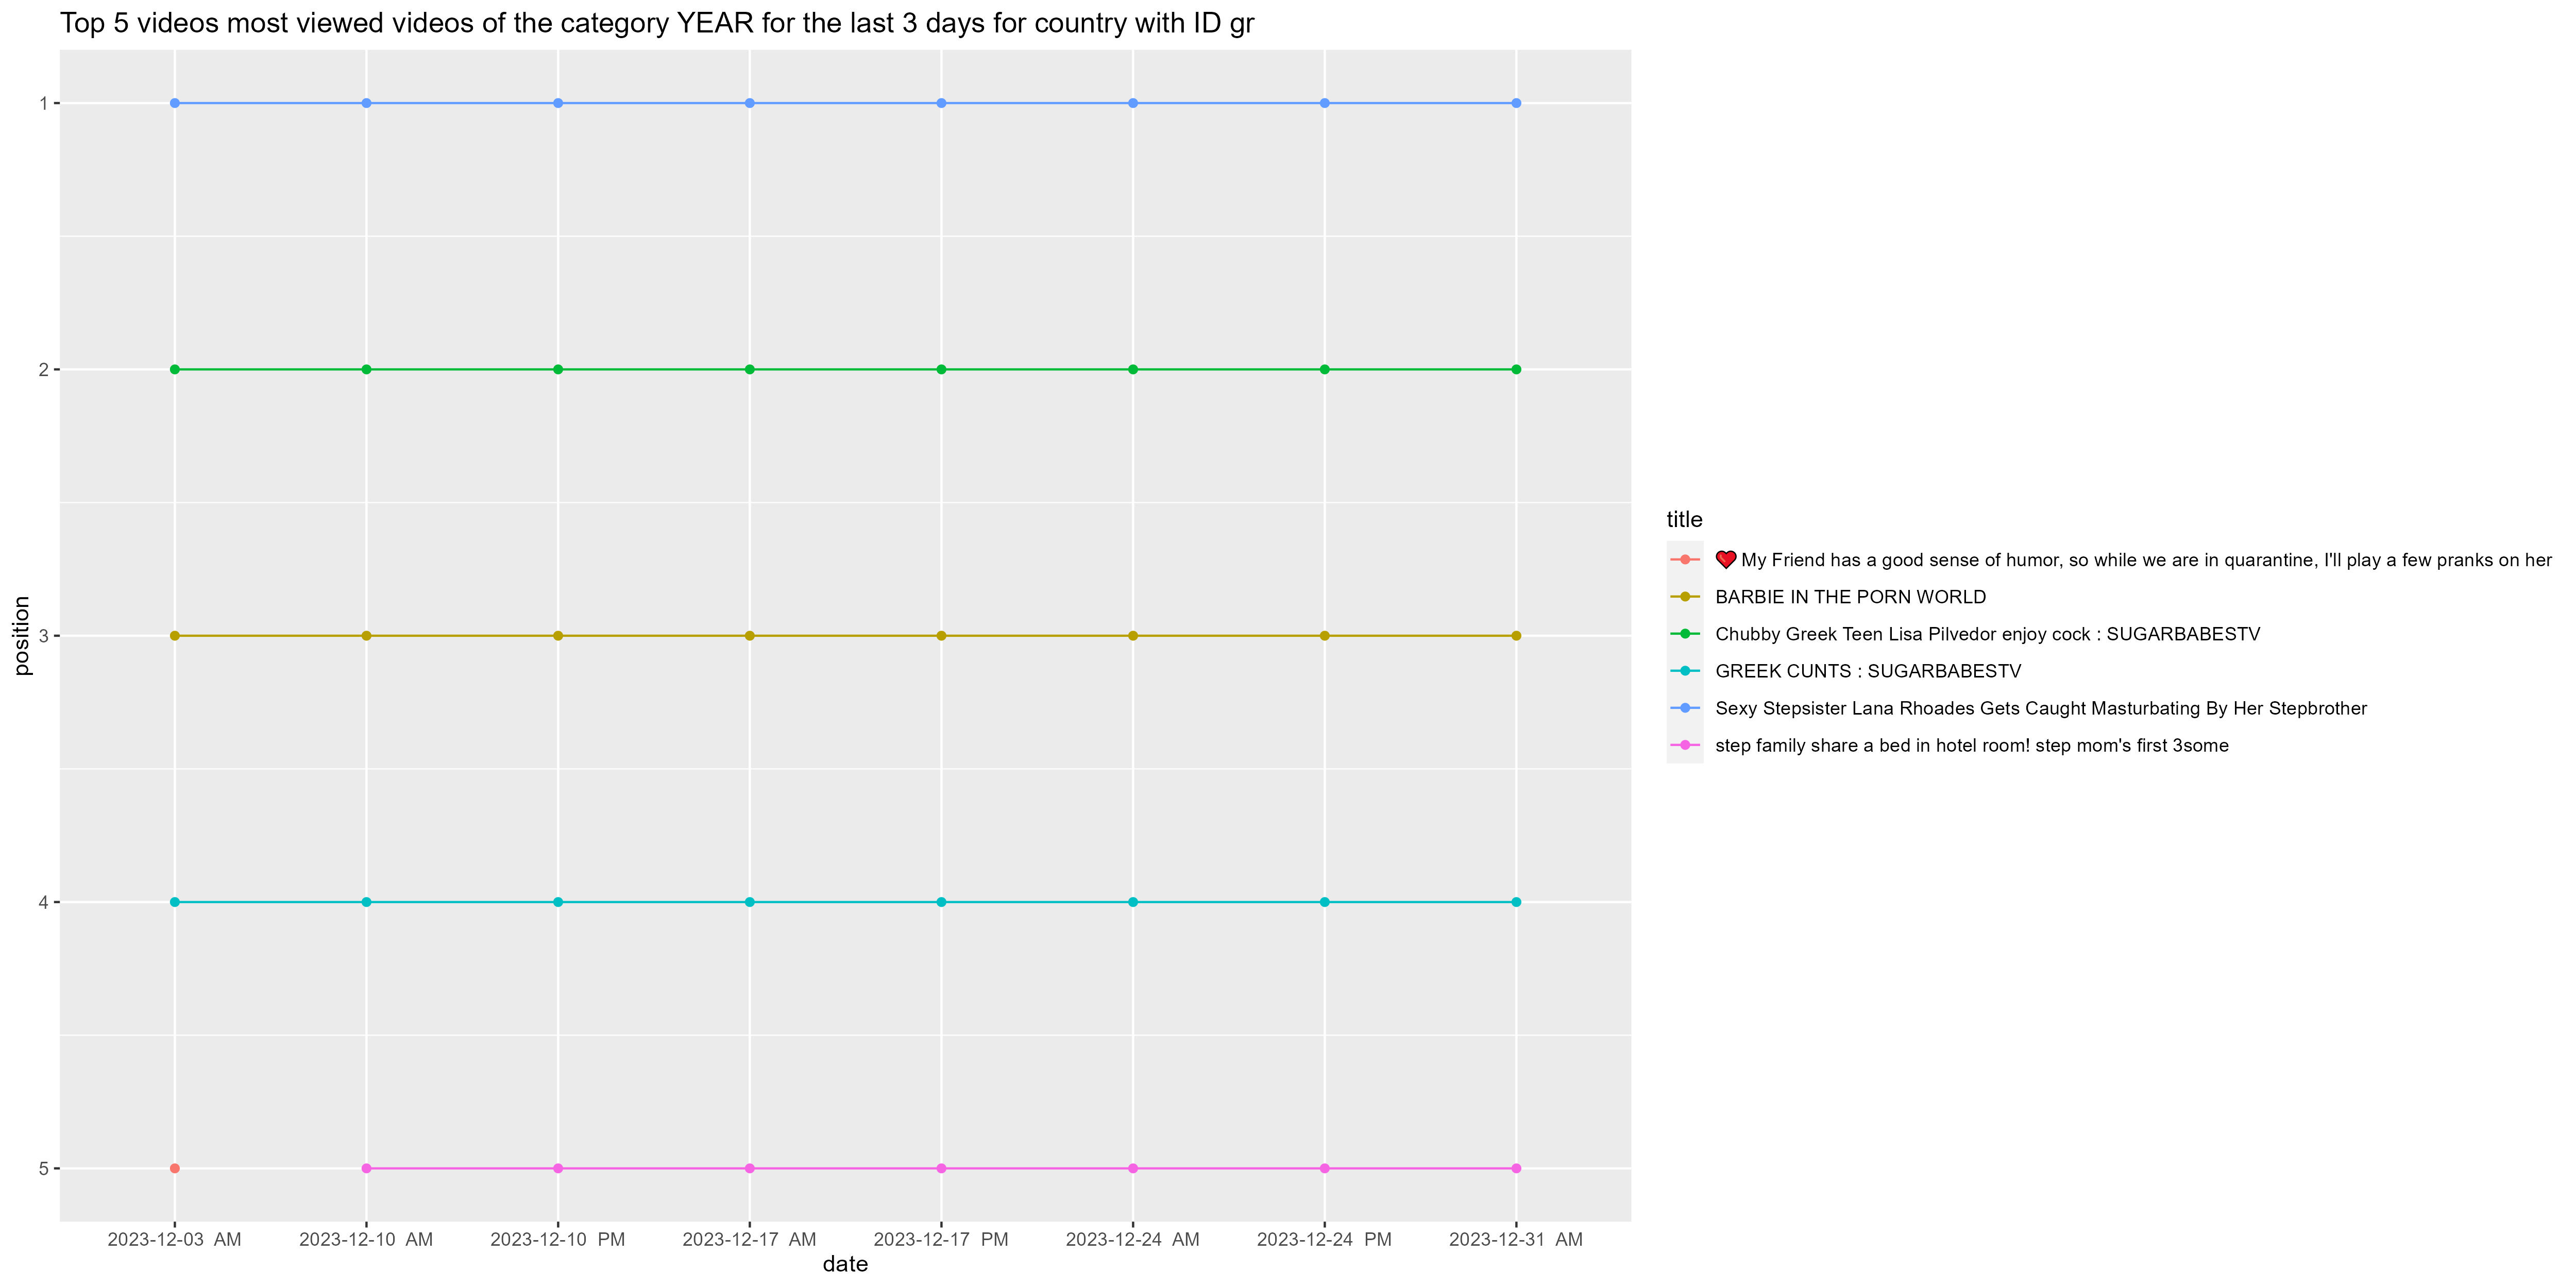 Top 5 videos most viewed videos of the category YEAR for the last 3 days for country with ID gr
position
1
2
3
4
5
2023-12-03 AM
2023-12-10 AM
2023-12-10 PM
2023-12-17 AM
2023-12-17 PM
2023-12-24 AM
2023-12-24 PM
2023-12-31 AM
date
title
❤️ My Friend has a good sense of humor, so while we are in quarantine, I'll play a few pranks on her
BARBIE IN THE PORN WORLD
Chubby Greek Teen Lisa Pilvedor enjoy cock : SUGARBABESTV
GREEK CUNTS : SUGARBABESTV
Sexy Stepsister Lana Rhoades Gets Caught Masturbating By Her Stepbrother
step family share a bed in hotel room! step mom's first 3some